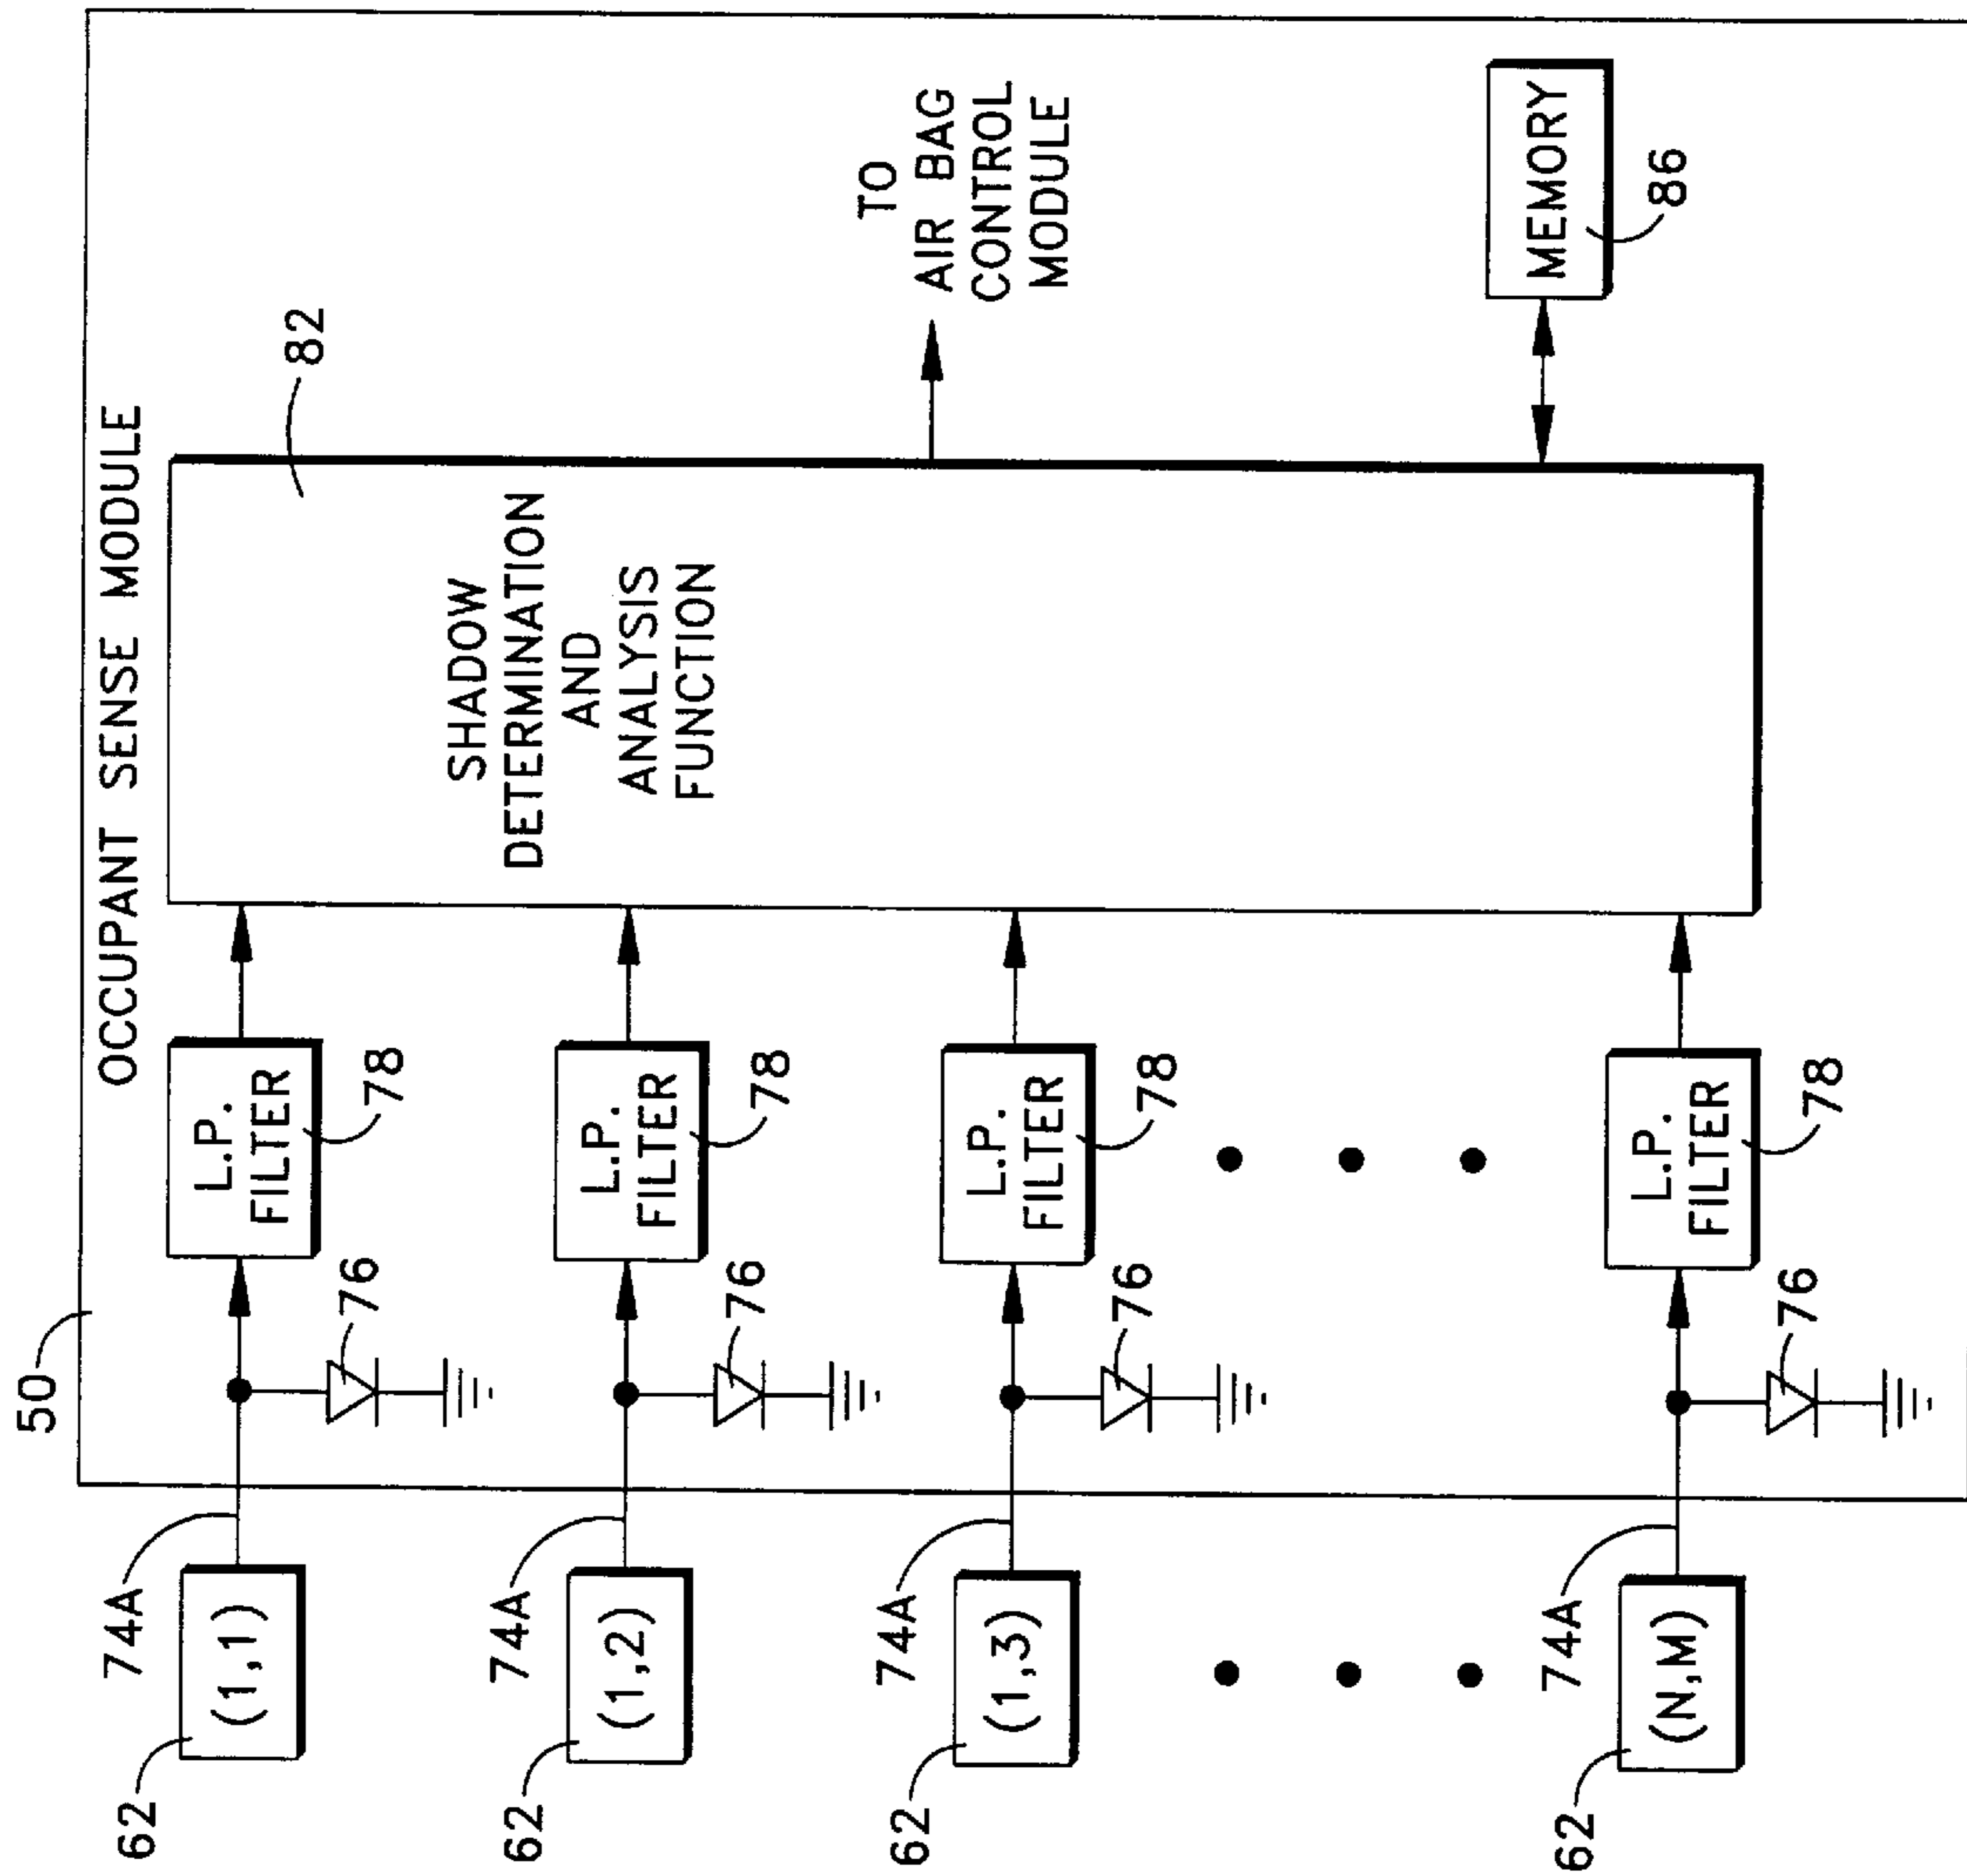 50
OCCUPANT SENSE MODULE
62
(1,1)
74A
76
L.P.
FILTER
78
62
(1,2)
74A
76
L.P.
FILTER
78
62
(1,3)
74A
76
L.P.
FILTER
78
62
(N,M)
74A
76
L.P.
FILTER
78
SHADOW
DETERMINATION
AND
ANALYSIS
FUNCTION
82
TO
AIR BAG
CONTROL
MODULE
MEMORY
86